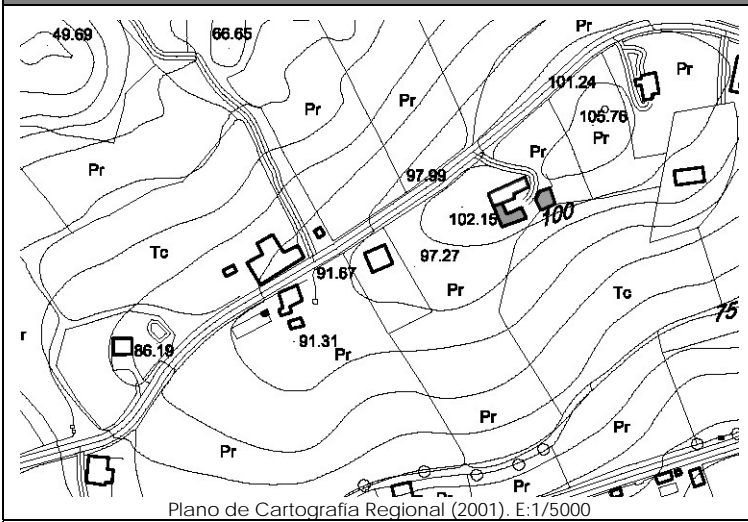 49.69
66.65
Pr
Pr
101.24
Pr
Pr
Pr
105.76
Pr
Pr
Pr
97.99
102.15
100
Tc
91.67
97.27
Pr
Tc
75
r
86.19
91.31
Pr
Pr
Pr
Pr
Pr
Plano de Cartografía Regional (2001). E:1/5000